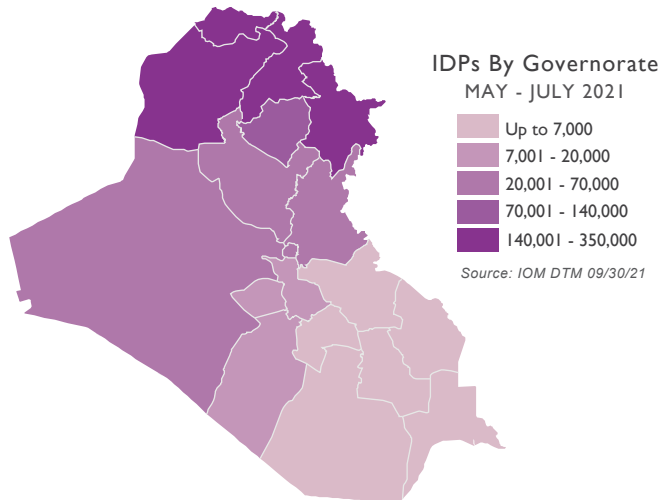 IDPs By Governorate
MAY - JULY 2021
Up to 7,000
7,001 - 20,000
20,001 - 70,000
70,001 - 140,000
140,001 - 350,000
Source: IOM DTM 09/30/21